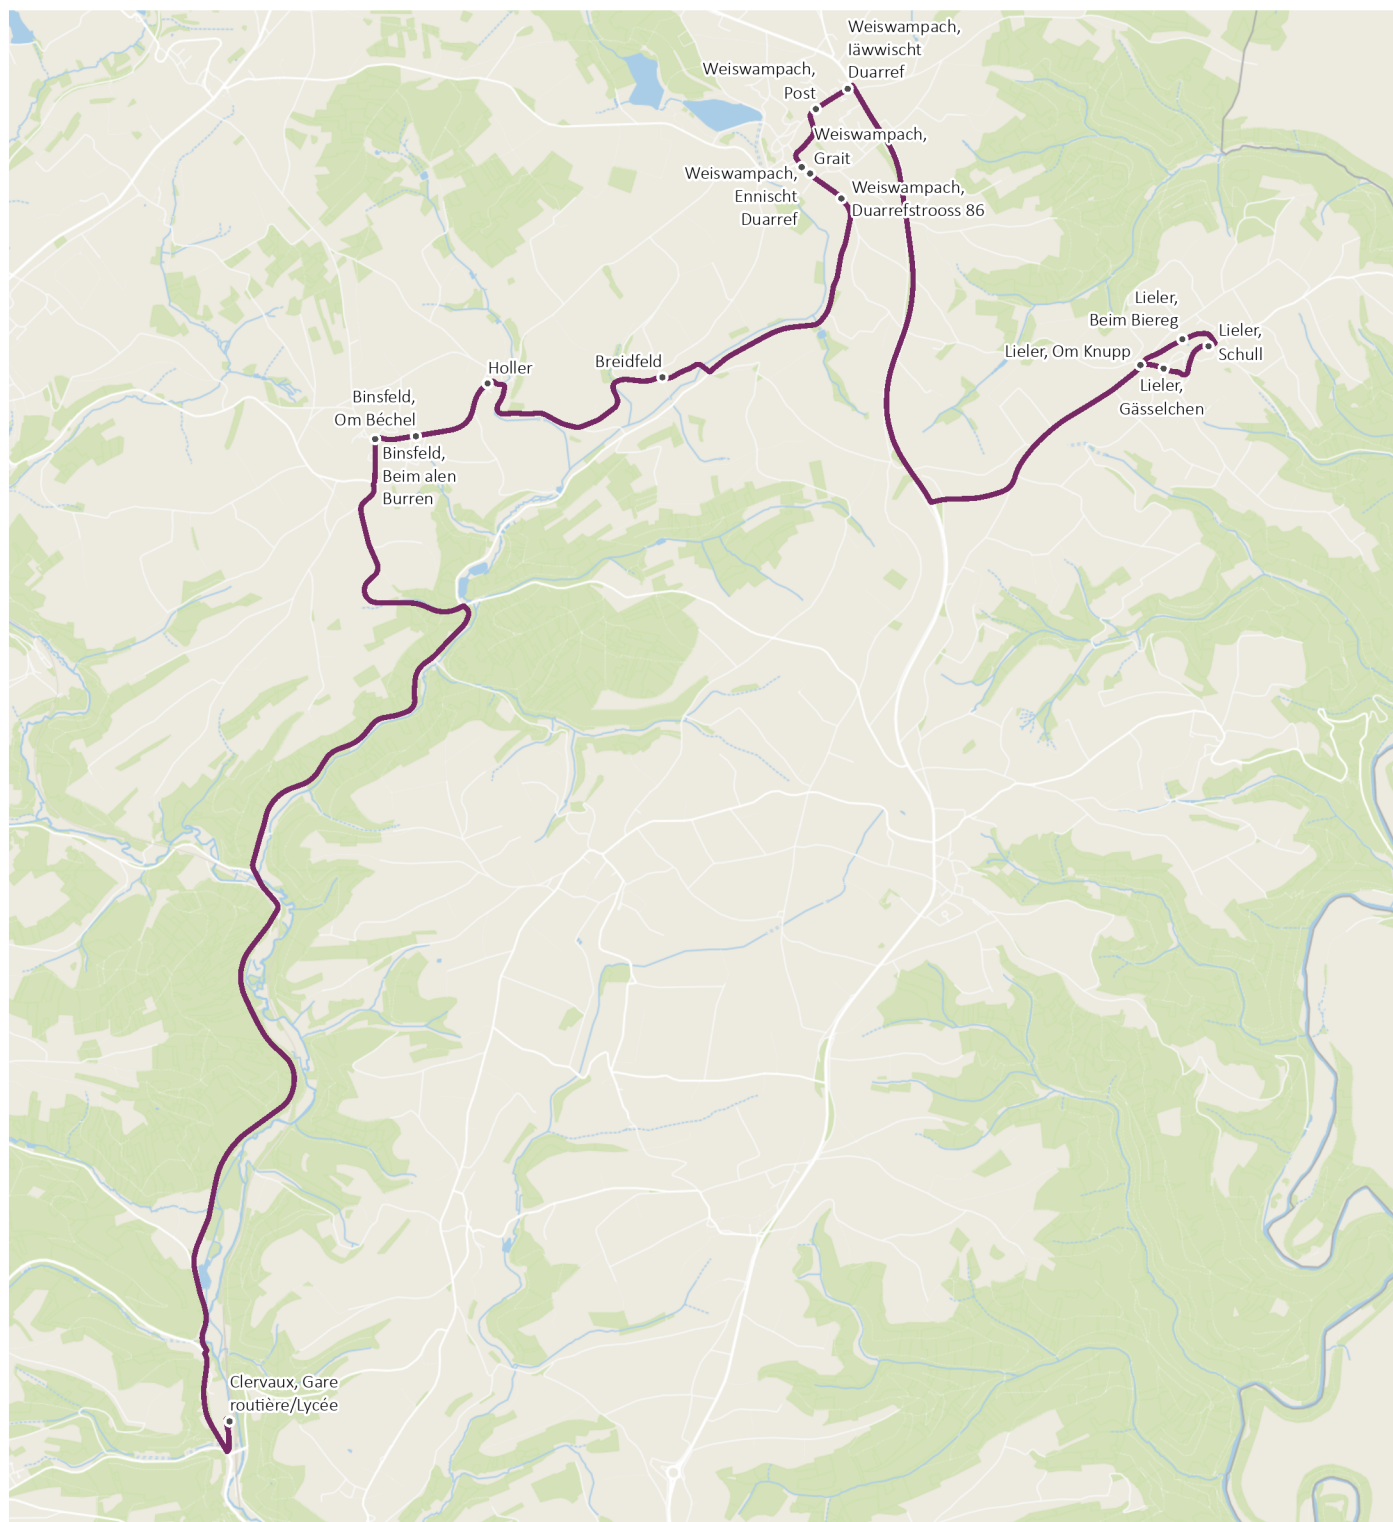 Weiswampach,
Iäwwischt
Duarref
Weiswampach,
Post
Weiswampach,
Grait
Weiswampach,
Ennischt
Duarref
Weiswampach,
Duarrefstrooss 86
Lieler,
Beim Biereg
Lieler,
Schull
Lieler, Om Knupp
Lieler,
Gässelchen
Breidfeld
Holler
Binsfeld,
Om Béchel
Binsfeld,
Beim alen
Burren
Clervaux, Gare
routière/Lycée